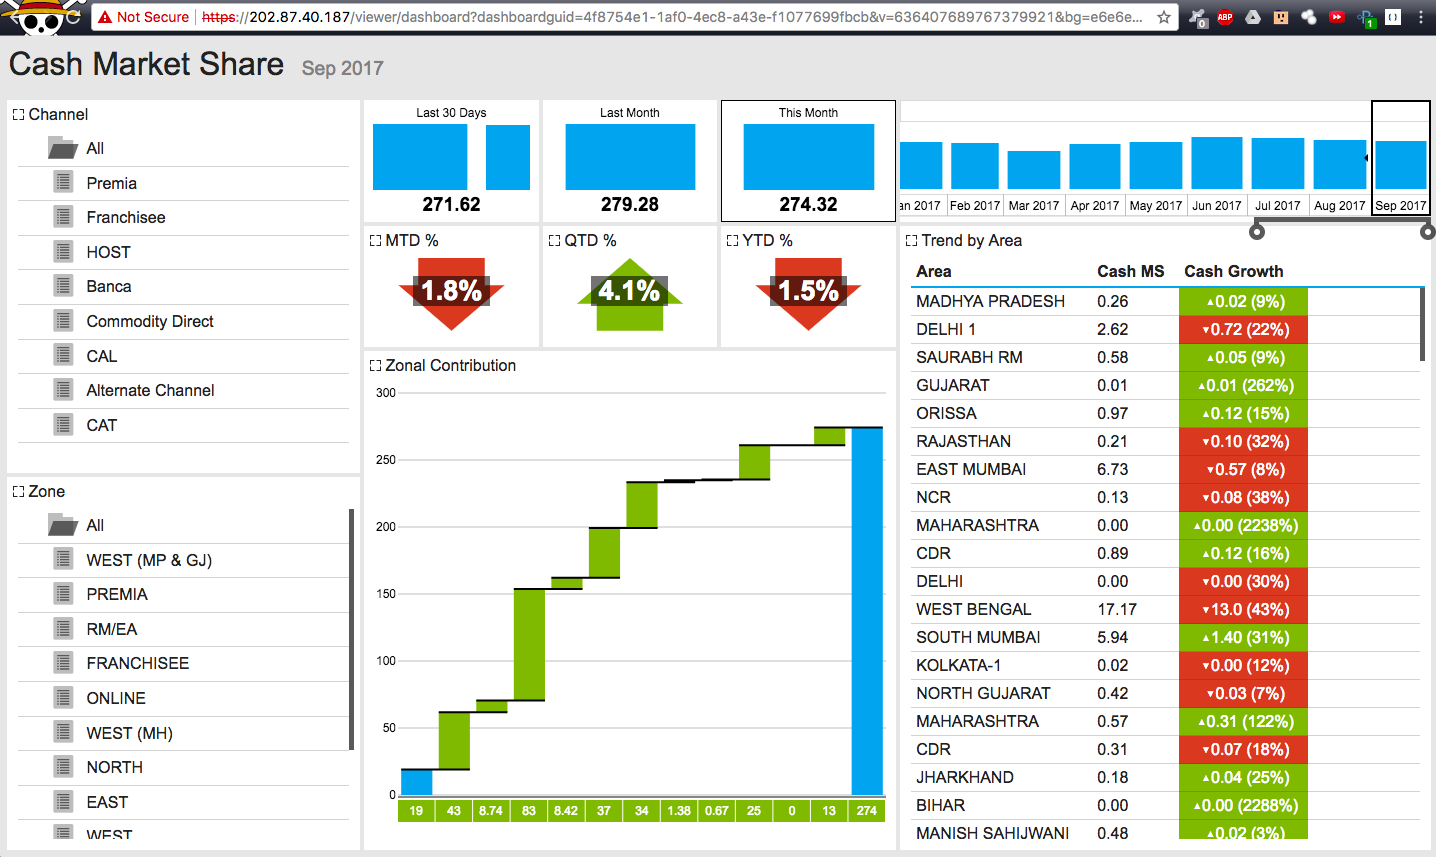 Not Secure https://202.87.40.187/viewer/dashboard?dashboardguid=4f8754e1-1af0-4ec8-a43e-f1077699fbcb&v=636407689767379921&bg=e6e6e... 0 ABP 1
Cash Market Share Sep 2017
Channel
All
Premia
Franchisee
HOST
Banca
Commodity Direct
CAL
Alternate Channel
CAT
Zone
All
WEST (MP & GJ)
PREMIA
RM/EA
FRANCHISEE
ONLINE
WEST (MH)
NORTH
EAST
WEST
Last 30 Days
271.62
Last Month
279.28
This Month
274.32
an 2017 Feb 2017 Mar 2017 Apr 2017 May 2017 Jun 2017 Jul 2017 Aug 2017 Sep 2017
MTD %
1.8%
QTD %
4.1%
YTD %
1.5%
Zonal Contribution
300
250
200
150
100
50
0
19 43 8.74 83 8.42 37 34 1.38 0.67 25 0 13 274
Trend by Area
Area Cash MS Cash Growth
MADHYA PRADESH 0.26 ▲0.02 (9%)
DELHI 1 2.62 ▼0.72 (22%)
SAURABH RM 0.58 ▲0.05 (9%)
GUJARAT 0.01 ▲0.01 (262%)
ORISSA 0.97 ▲0.12 (15%)
RAJASTHAN 0.21 ▼0.10 (32%)
EAST MUMBAI 6.73 ▼0.57 (8%)
NCR 0.13 ▼0.08 (38%)
MAHARASHTRA 0.00 ▲0.00 (2238%)
CDR 0.89 ▲0.12 (16%)
DELHI 0.00 ▼0.00 (30%)
WEST BENGAL 17.17 ▼13.0 (43%)
SOUTH MUMBAI 5.94 ▲1.40 (31%)
KOLKATA-1 0.02 ▼0.00 (12%)
NORTH GUJARAT 0.42 ▼0.03 (7%)
MAHARASHTRA 0.57 ▲0.31 (122%)
CDR 0.31 ▼0.07 (18%)
JHARKHAND 0.18 ▲0.04 (25%)
BIHAR 0.00 ▲0.00 (2288%)
MANISH SAHIJWANI 0.48 ▲0.02 (3%)